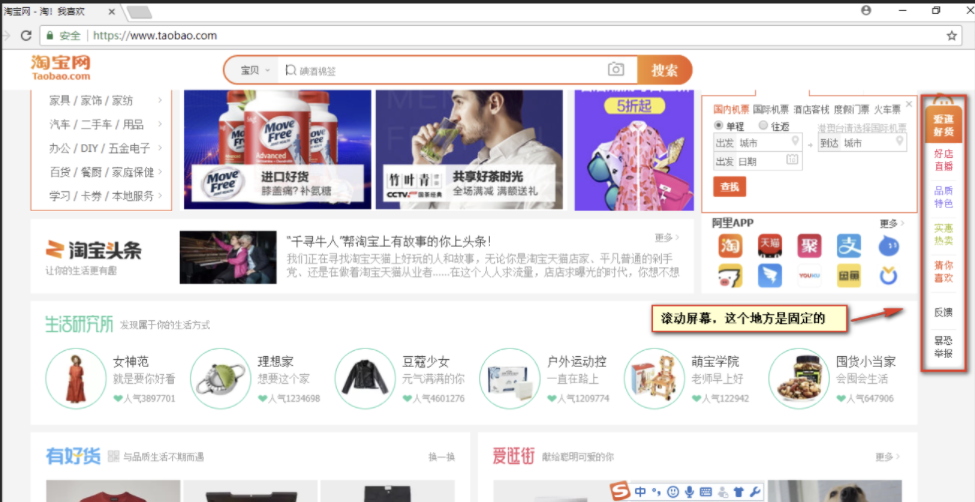 淘宝网 - 淘!我喜欢
安全 https://www.taobao.com
淘宝网
Taobao.com
宝贝
碘酒棉签
搜索
家具 / 家饰 / 家纺
汽车 / 二手车 / 用品
办公 / DIY / 五金电子
百货 / 餐厨 / 家庭保健
学习 / 卡券 / 本地服务
Move Free
Advanced
进口好货
膝盖痛? 补氨糖
竹叶青
CCTV
共享好茶时光
全场满减 满额送礼
5折起
国内机票 国际机票 酒店客栈 度假门票 火车票
单程 往返
港澳台请选择国际机票
出发 城市
到达 城市
出发 日期
查找
爱逛好货
好店直播
品质特色
实惠热卖
猜你喜欢
反馈
暴恐举报
淘宝头条
让你的生活更有趣
“千寻牛人”帮淘宝上有故事的你上头条!
更多
我们正在寻找淘宝天猫上好玩的人和故事，无论你是淘宝天猫店家、平凡普通的剁手
党、还是在做着淘宝天猫从业者......在这个人人求流量，店店求曝光的时代，你想不想
阿里APP
更多
淘 天猫 聚 支
YOUKU
滚动屏幕，这个地方是固定的
生活研究所 发现属于你的生活方式
女神范
就是要你好看
人气3897701
理想家
想要这个家
人气1234698
豆蔻少女
元气满满的你
人气4601276
户外运动控
一直在路上
人气1209774
萌宝学院
老师早上好
人气122942
囤货小当家
会囤会生活
人气647906
有好货 与品质生活不期而遇
换一换
爱逛街 献给聪明可爱的你
更多
中